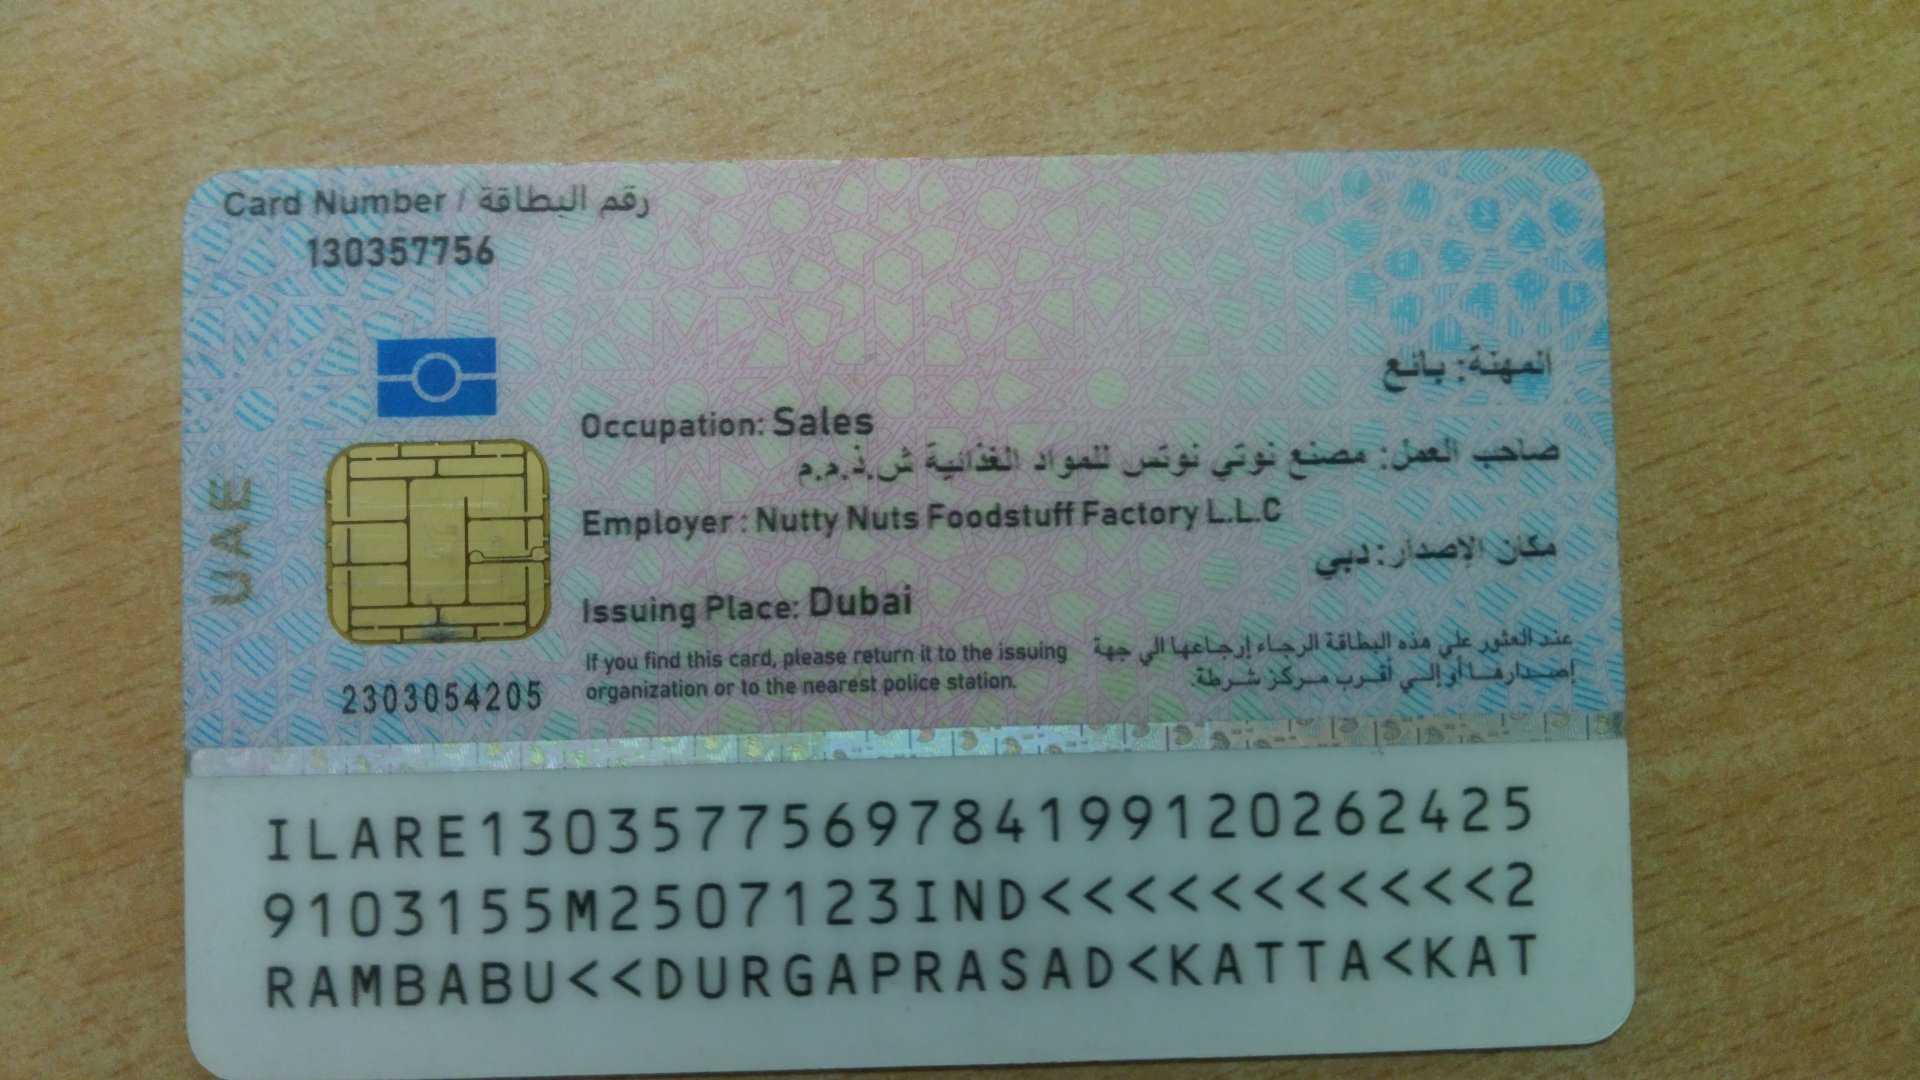 Card Number / رقم البطاقة
130357756
المهنة: بائع
Occupation: Sales
صاحب العمل: مصنع نوتي نوتس للمواد الغذائية ش.ذ.م.م
Employer : Nutty Nuts Foodstuff Factory L.L.C
مكان الإصدار: دبي
Issuing Place: Dubai
UAE
If you find this card, please return it to the issuing
organization or to the nearest police station.
عند العثور على هذه البطاقة الرجاء إرجاعها الى جهة
إصدارها أو إلى أقرب مركز شرطة.
2303054205
ILARE1303577569784199120262425
9103155M2507123IND<<<<<<<<<<<2
RAMBABU<<DURGAPRASAD<KATTA<KAT